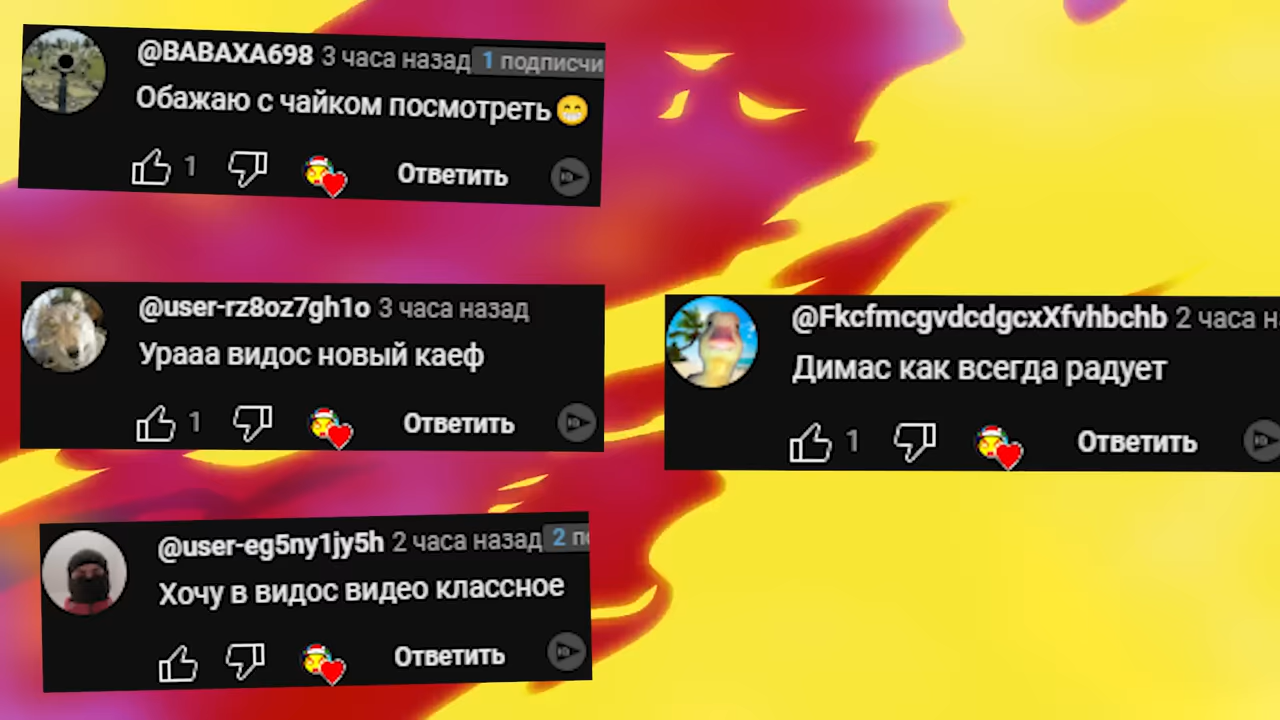 @BABAXA698 3 часа назад 1 подписчи
Обажаю с чайком посмотреть
1 Ответить
@user-rz8oz7gh1o 3 часа назад
Урааа видос новый каеф
1 Ответить
@user-eg5ny1jy5h 2 часа назад 2 по
Хочу в видос видео классное
Ответить
@FkcfmcgvdcdgcxXfvhbchb 2 часа н
Димас как всегда радует
1 Ответить